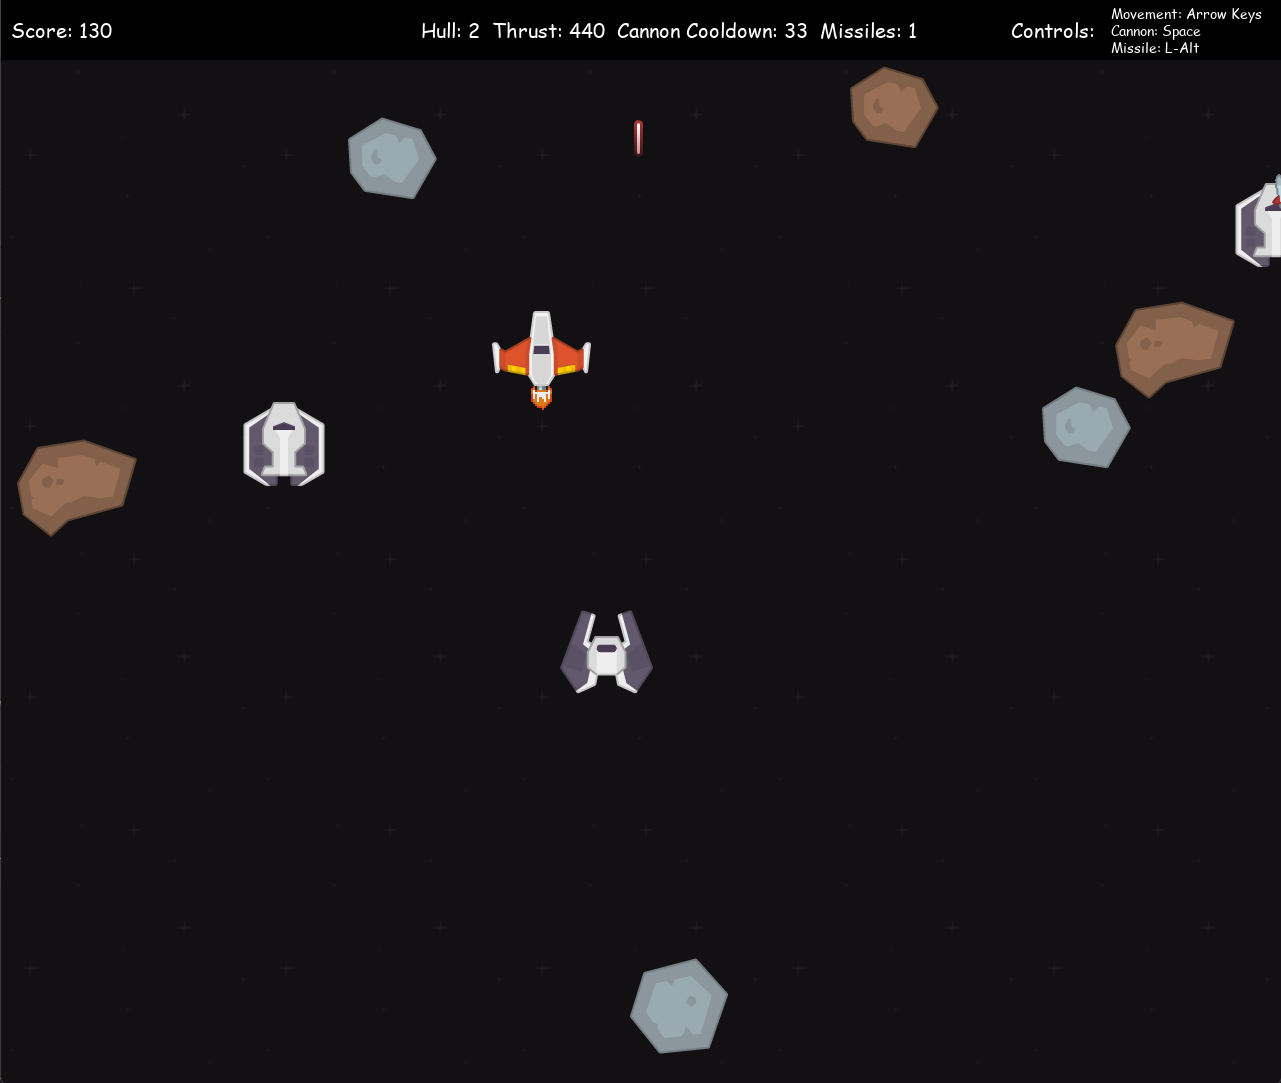 Score: 130
Hull: 2  Thrust: 440  Cannon Cooldown: 33  Missiles: 1
Controls:
Movement: Arrow Keys
Cannon: Space
Missile: L-Alt